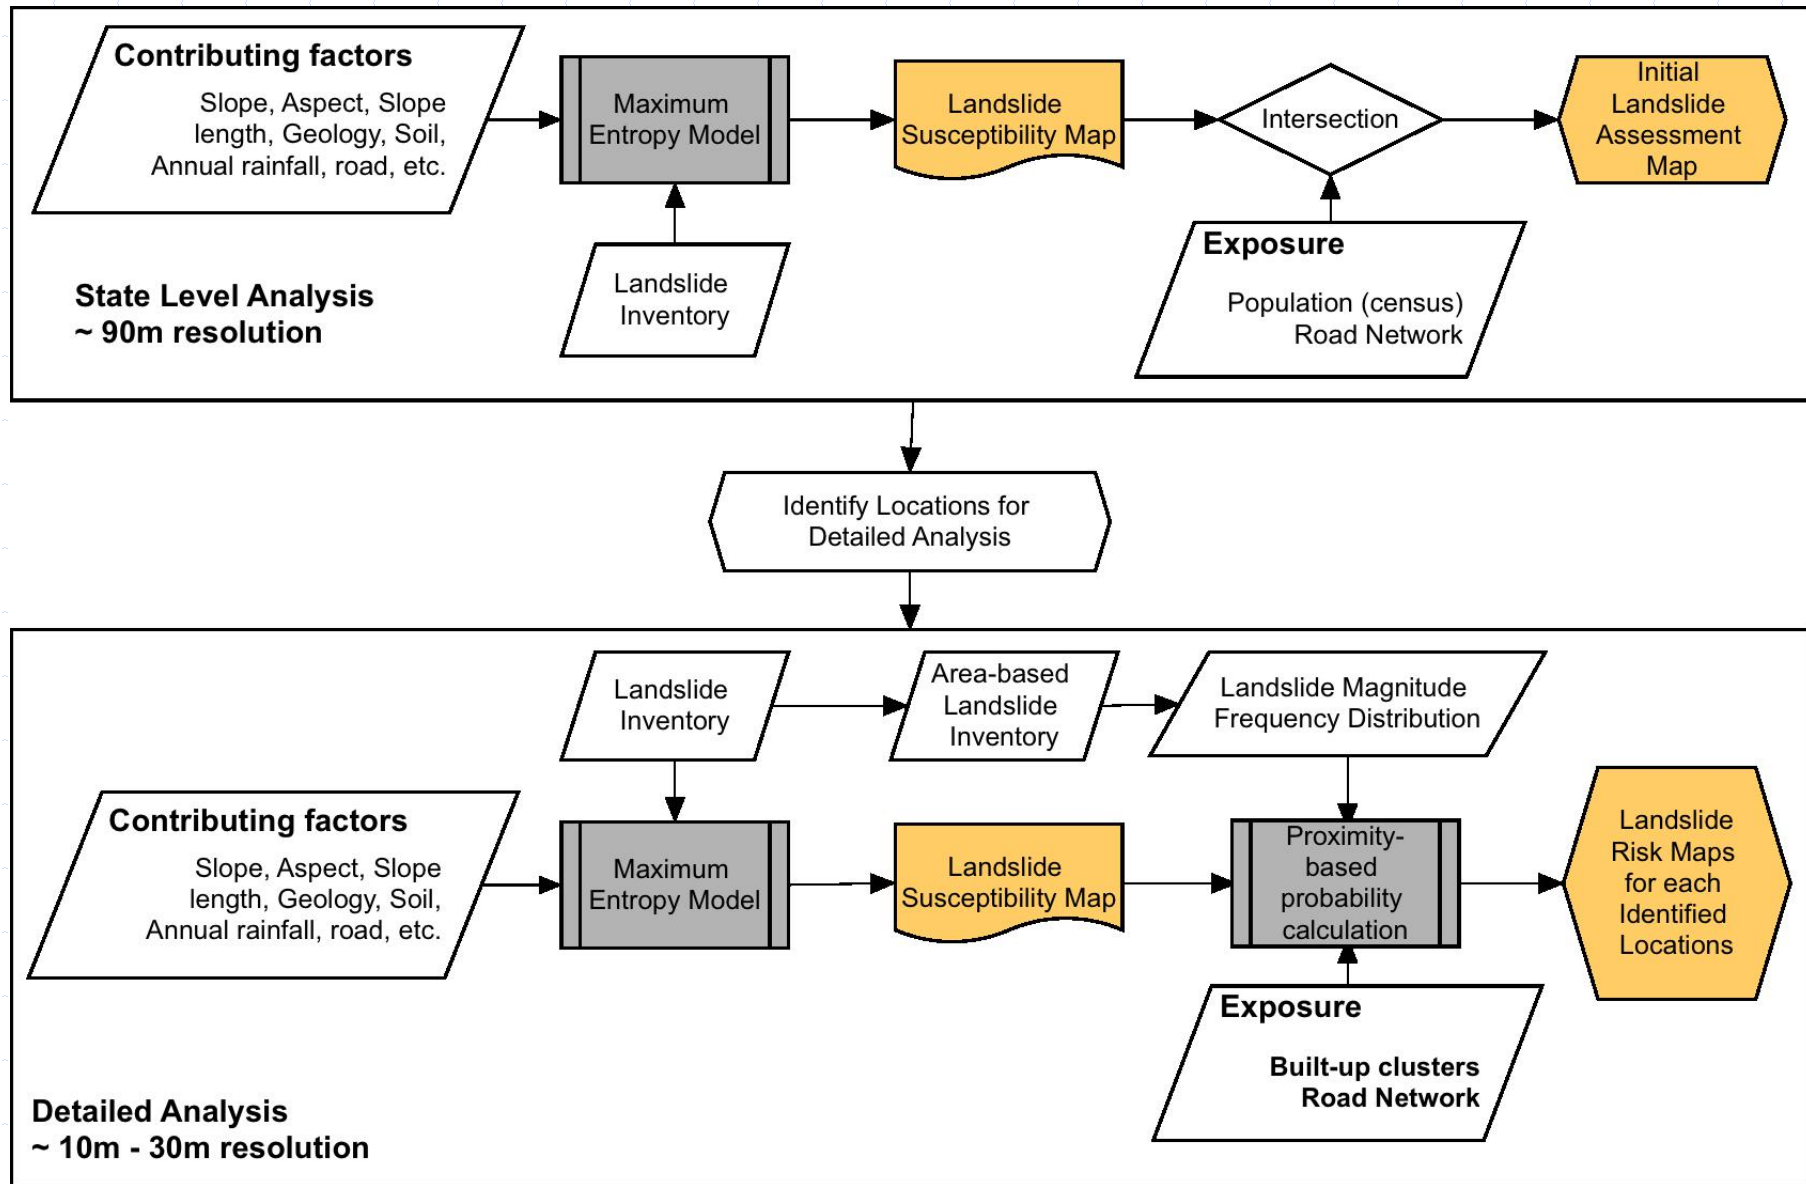 Contributing factors
Slope, Aspect, Slope
length, Geology, Soil,
Annual rainfall, road, etc.
Maximum
Entropy Model
Landslide
Susceptibility Map
Intersection
Initial
Landslide
Assessment
Map
Landslide
Inventory
Exposure
Population (census)
Road Network
State Level Analysis
~ 90m resolution
Identify Locations for
Detailed Analysis
Landslide
Inventory
Area-based
Landslide
Inventory
Landslide Magnitude
Frequency Distribution
Contributing factors
Slope, Aspect, Slope
length, Geology, Soil,
Annual rainfall, road, etc.
Maximum
Entropy Model
Landslide
Susceptibility Map
Proximity-
based
probability
calculation
Landslide
Risk Maps
for each
Identified
Locations
Exposure
Built-up clusters
Road Network
Detailed Analysis
~ 10m - 30m resolution